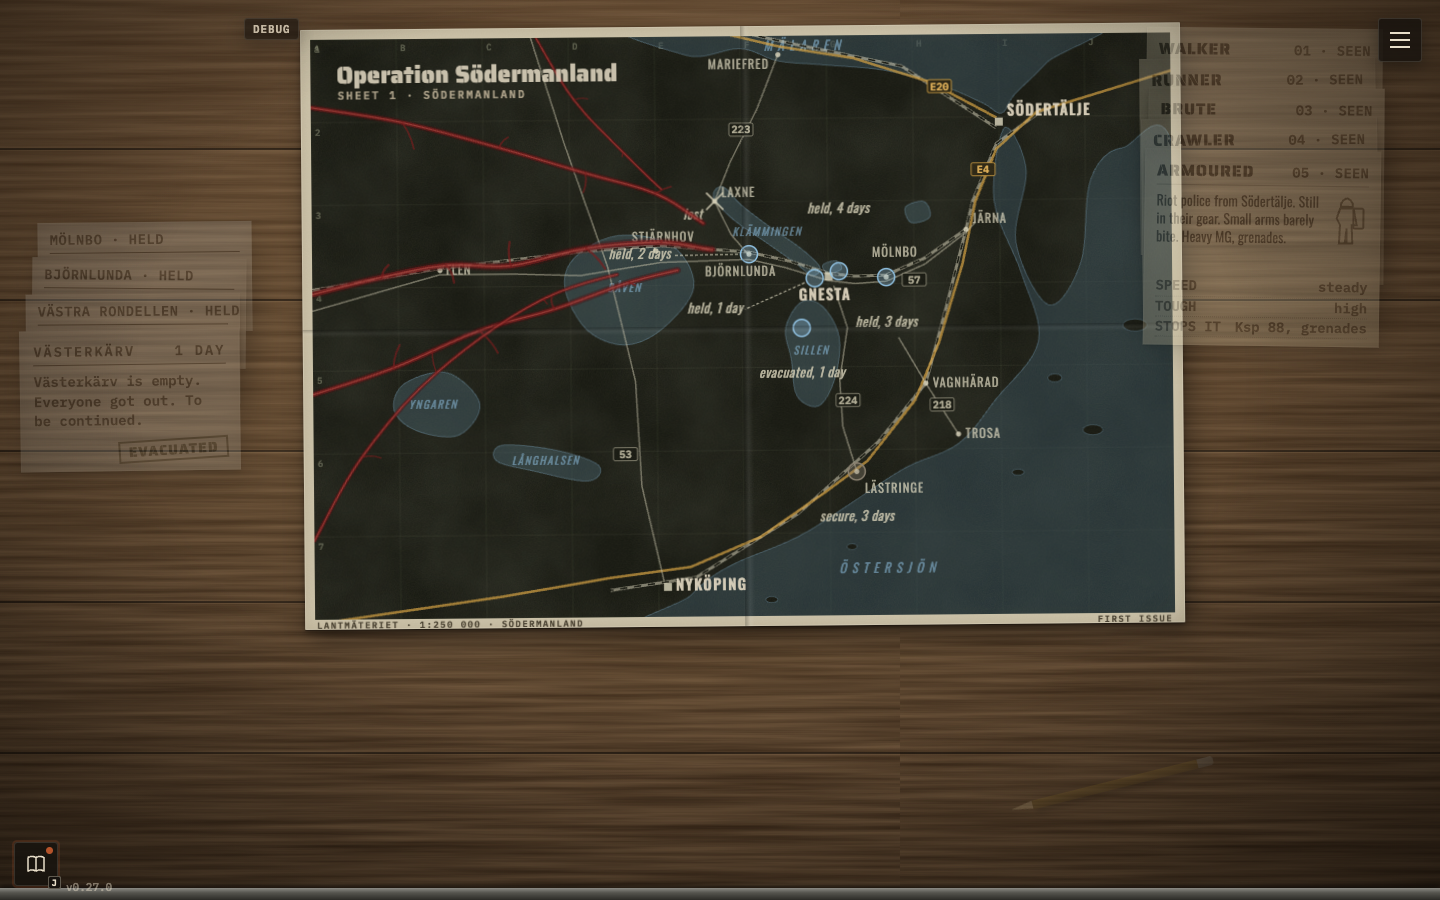 DEBUG
A
B
C
D
E
F
H
I
J
MÄLAREN
MARIEFRED
Operation Södermanland
SHEET 1 · SÖDERMANLAND
E20
SÖDERTÄLJE
2
223
E4
LAXNE
3
lost
held, 4 days
JÄRNA
STJÄRNHOV
KLÄMMINGEN
held, 2 days
MÖLNBO
BJÖRNLUNDA
57
GNESTA
4
held, 1 day
held, 3 days
SILLEN
evacuated, 1 day
5
VAGNHÄRAD
YNGAREN
224
218
TROSA
53
LÅNGHALSEN
6
LÄSTRINGE
secure, 3 days
7
ÖSTERSJÖN
NYKÖPING
LANTMÄTERIET · 1:250 000 · SÖDERMANLAND
FIRST ISSUE
MÖLNBO · HELD
BJÖRNLUNDA · HELD
VÄSTRA RONDELLEN · HELD
VÄSTERKÄRV 1 DAY
Västerkärv is empty.
Everyone got out. To
be continued.
EVACUATED
WALKER 01 · SEEN
RUNNER 02 · SEEN
BRUTE 03 · SEEN
CRAWLER 04 · SEEN
ARMOURED 05 · SEEN
Riot police from Södertälje. Still
in their gear. Small arms barely
bite. Heavy MG, grenades.
SPEED steady
TOUGH high
STOPS IT Ksp 88, grenades
J
v0.27.0